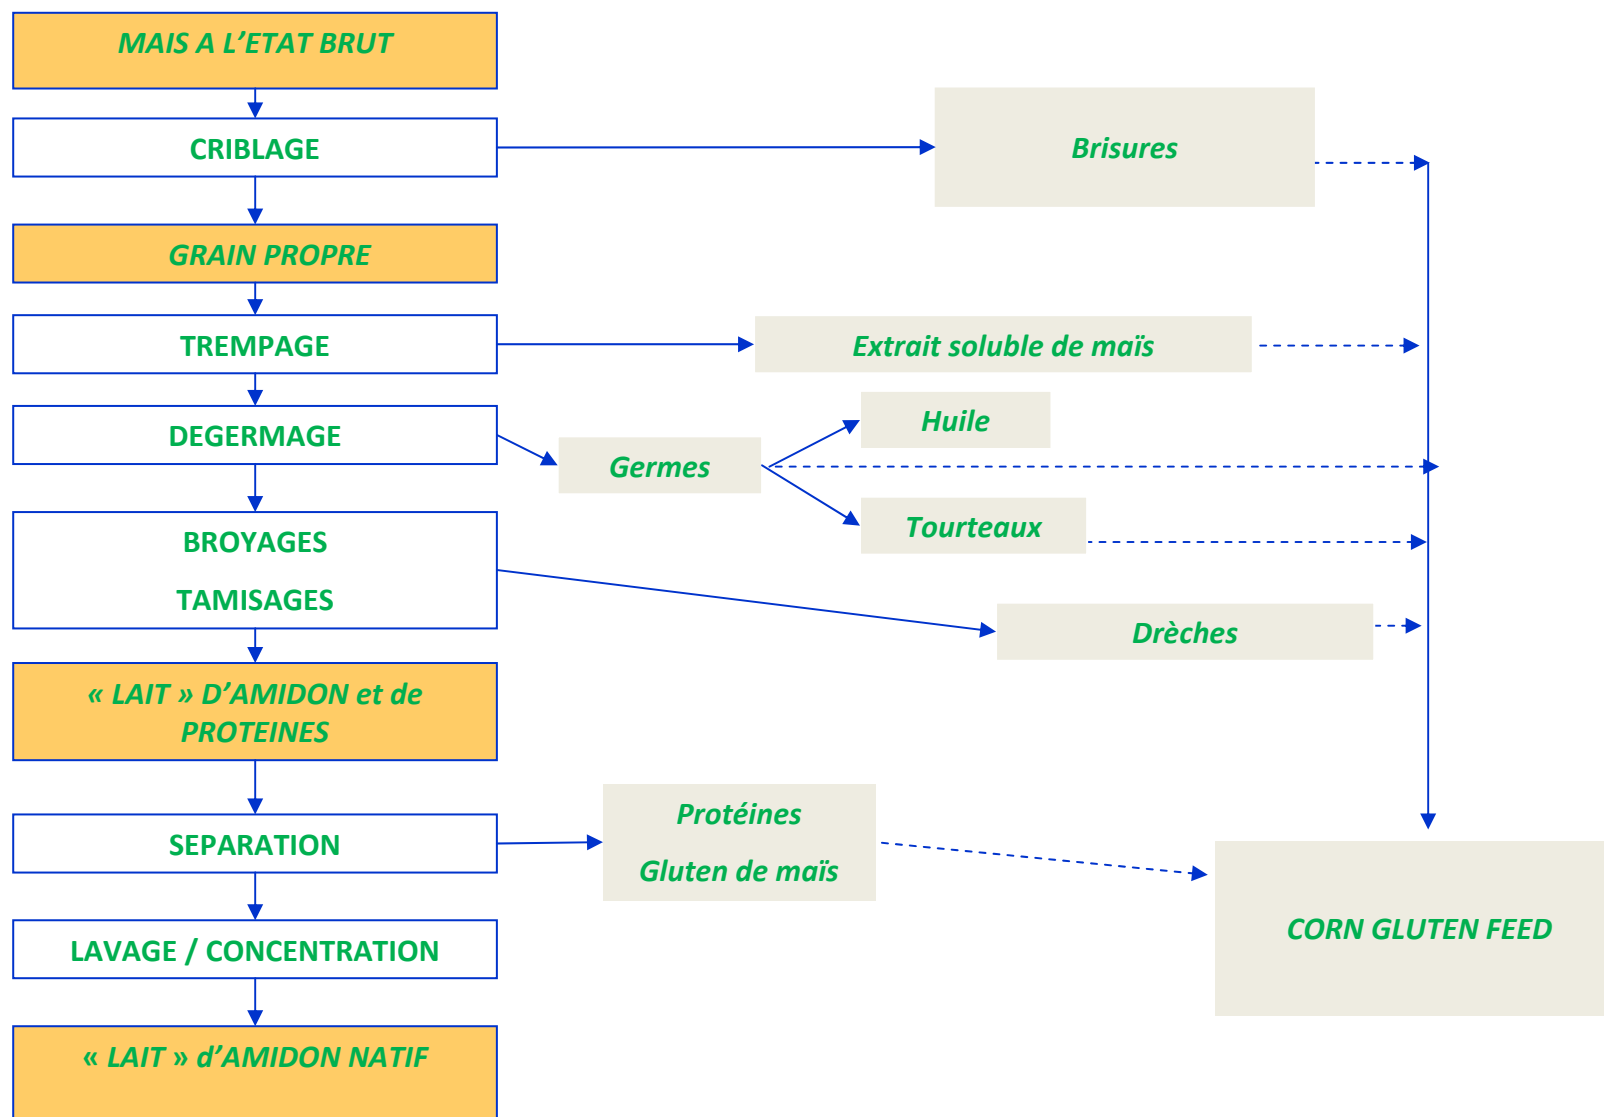 MAIS A L’ETAT BRUT
CRIBLAGE
Brisures
GRAIN PROPRE
TREMPAGE
Extrait soluble de maïs
DEGERMAGE
Huile
Germes
Tourteaux
BROYAGES
TAMISAGES
Drèches
« LAIT » D’AMIDON et de
PROTEINES
SEPARATION
Protéines
Gluten de maïs
CORN GLUTEN FEED
LAVAGE / CONCENTRATION
« LAIT » d’AMIDON NATIF